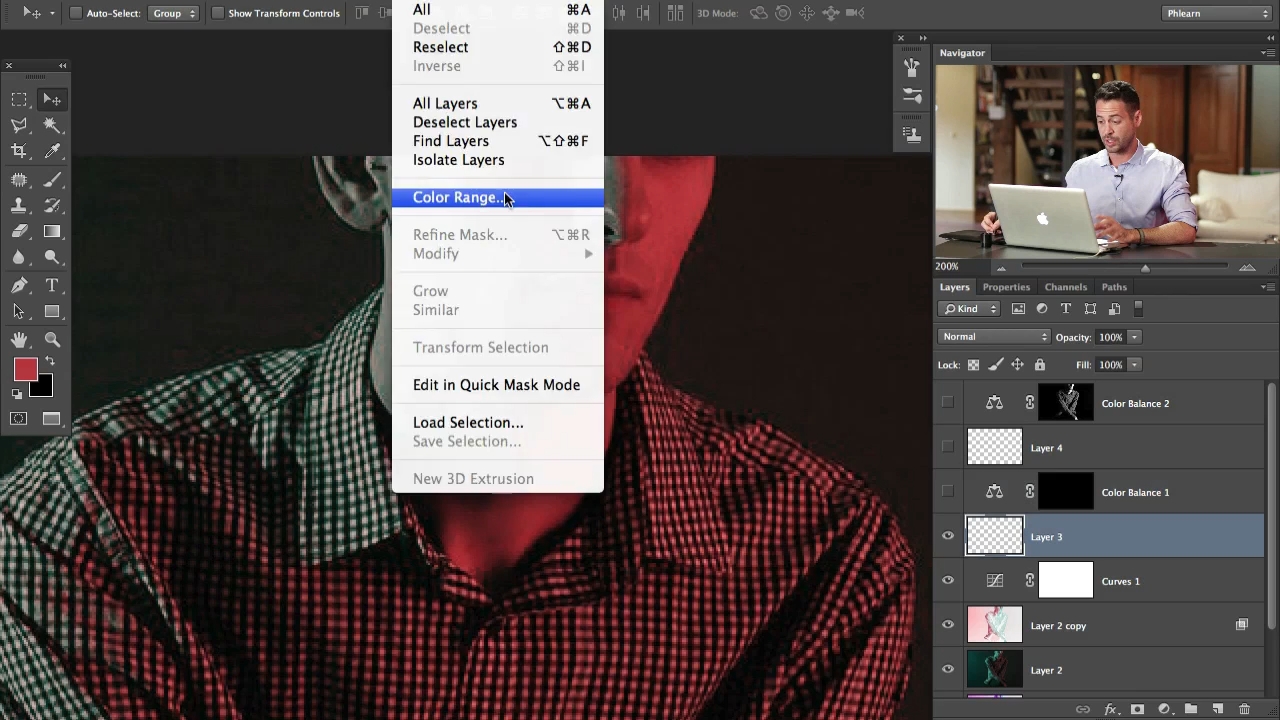 Auto-Select: Group Show Transform Controls 3D Mode: Phlearn
All ⌘A
Deselect ⌘D
Reselect ⇧⌘D
Inverse ⇧⌘I
All Layers ⌥⌘A
Deselect Layers
Find Layers ⌥⇧⌘F
Isolate Layers
Color Range...
Refine Mask... ⌥⌘R
Modify
Grow
Similar
Transform Selection
Edit in Quick Mask Mode
Load Selection...
Save Selection...
New 3D Extrusion
Navigator
200%
Layers Properties Channels Paths
Kind
Normal Opacity: 100%
Lock: Fill: 100%
Color Balance 2
Layer 4
Color Balance 1
Layer 3
Curves 1
Layer 2 copy
Layer 2